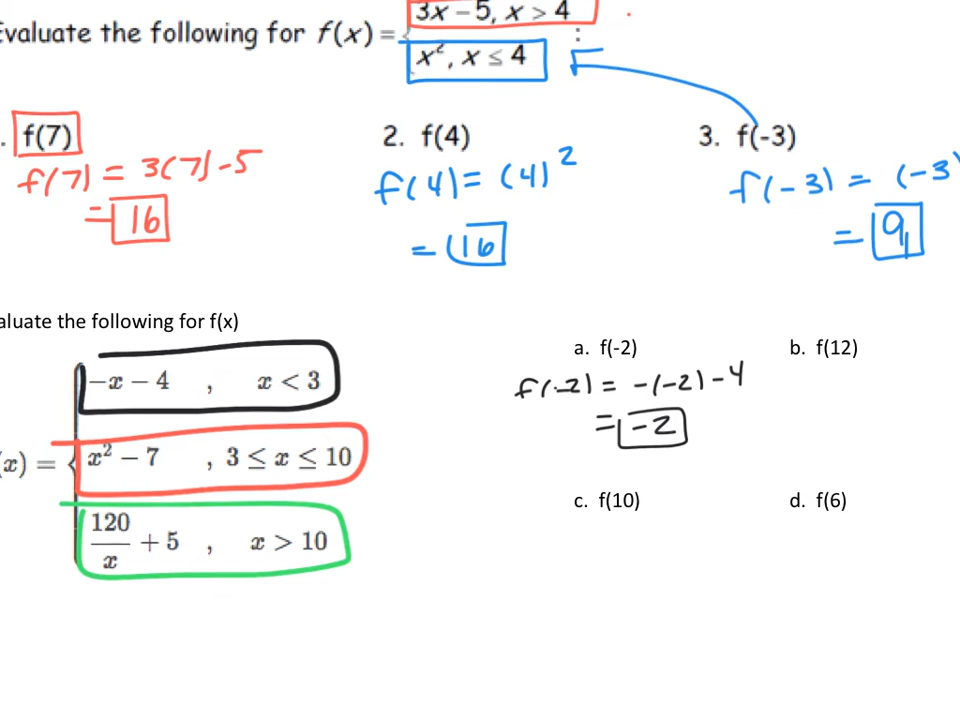 Evaluate the following for f(x) = { 3x – 5, x > 4 :
x², x ≤ 4
. f(7)
f(7) = 3(7) - 5
= 16
2. f(4)
f(4) = (4)²
= 16
3. f(-3)
f(-3) = (-3)
= 9
aluate the following for f(x)
(x) = {
−x − 4 , x < 3
x² − 7 , 3 ≤ x ≤ 10
120/x + 5 , x > 10
a. f(-2)
f(-2) = -(-2) - 4
= -2
b. f(12)
c. f(10)
d. f(6)